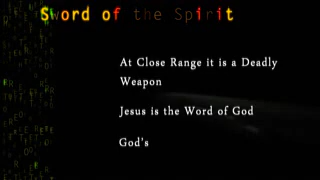 Sword of the Spirit
At Close Range it is a Deadly
Weapon
Jesus is the Word of God
God's